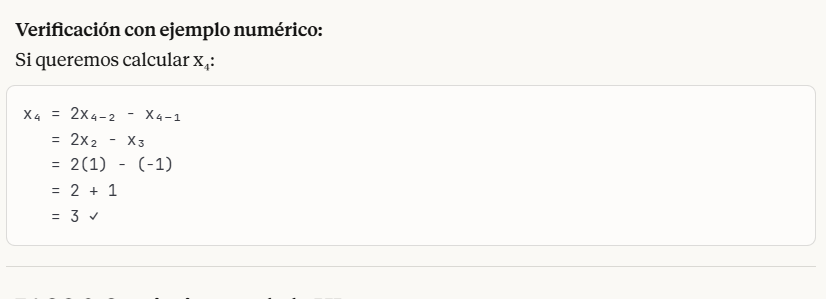 Verificación con ejemplo numérico:
Si queremos calcular x₄:
x₄ = 2x₄₋₂ - x₄₋₁
= 2x₂ - x₃
= 2(1) - (-1)
= 2 + 1
= 3 ✓